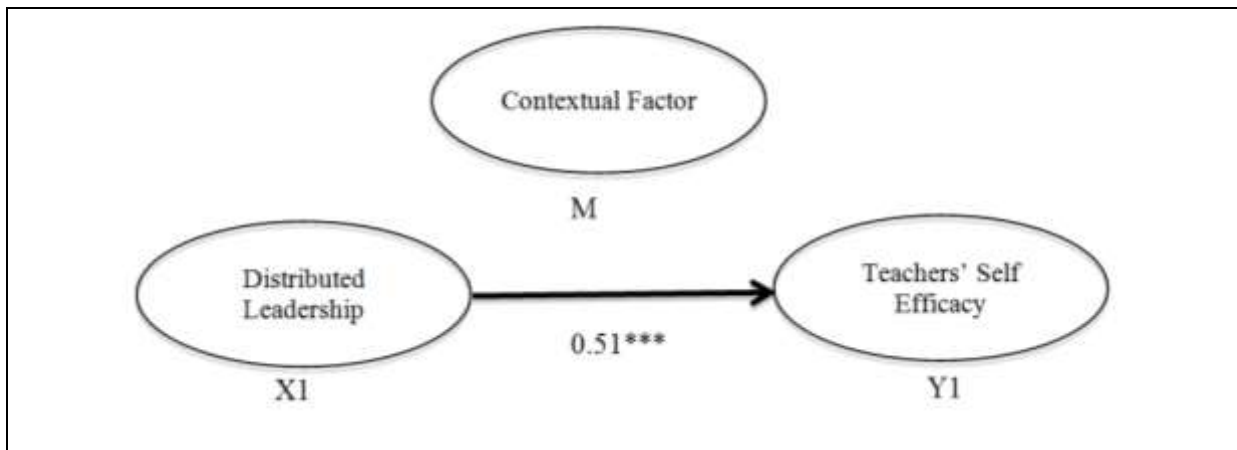 Contextual Factor
M
Distributed
Leadership
X1
0.51***
Teachers' Self
Efficacy
Y1